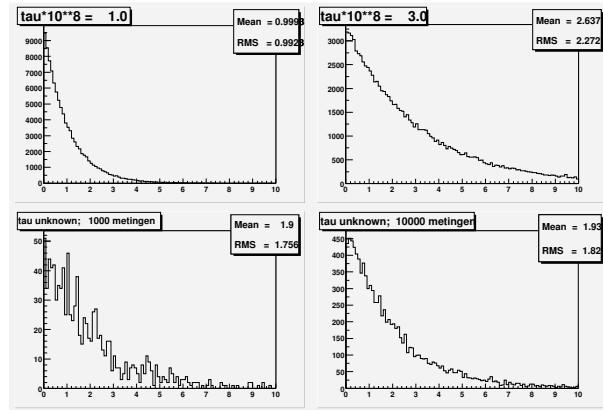 tau*10**8 = 1.0
Mean = 0.9993
RMS = 0.9928
9000
8000
7000
6000
5000
4000
3000
2000
1000
0
0 1 2 3 4 5 6 7 8 9 10
tau*10**8 = 3.0
Mean = 2.637
RMS = 2.272
3000
2500
2000
1500
1000
500
0
0 1 2 3 4 5 6 7 8 9 10
tau unknown; 1000 metingen
Mean = 1.9
RMS = 1.756
50
40
30
20
10
0
0 1 2 3 4 5 6 7 8 9 10
tau unknown; 10000 metingen
Mean = 1.93
RMS = 1.82
450
400
350
300
250
200
150
100
50
0
0 1 2 3 4 5 6 7 8 9 10